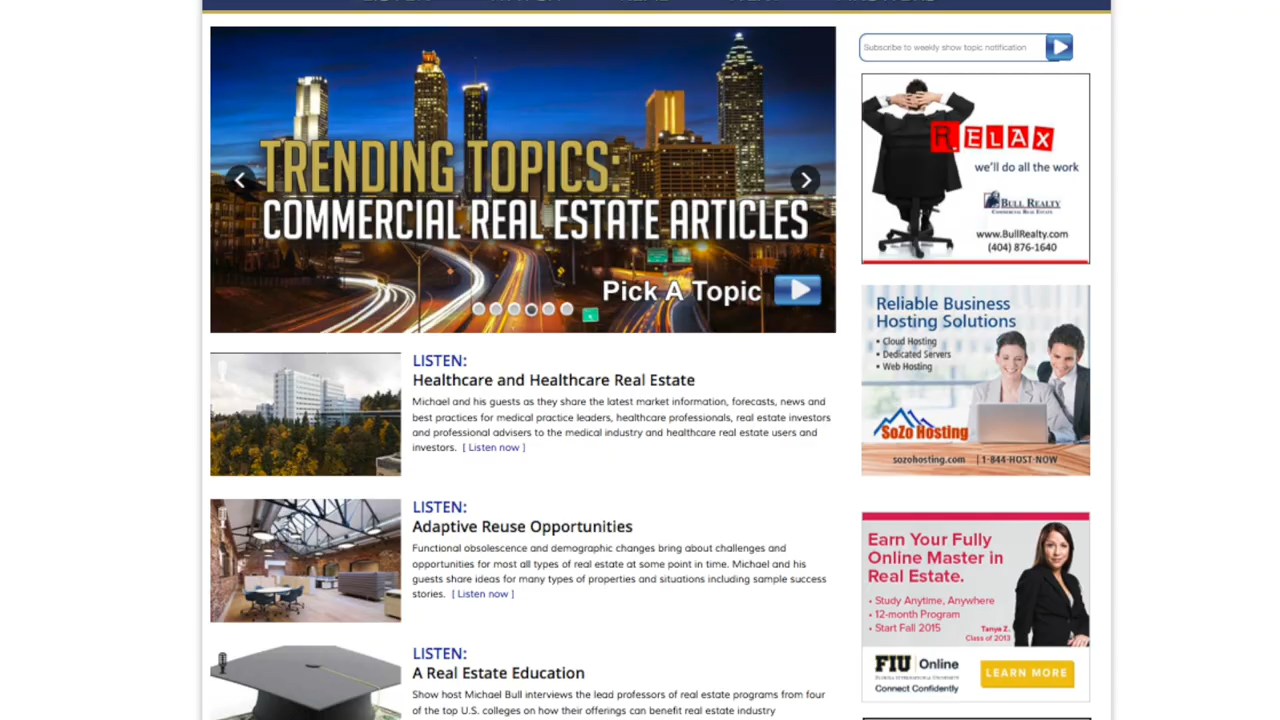 Subscribe to weekly show topic notification
TRENDING TOPICS:
COMMERCIAL REAL ESTATE ARTICLES
Pick A Topic
R.ELAX
we'll do all the work
BULL REALTY
COMMERCIAL REAL ESTATE
www.BullRealty.com
(404) 876-1640
Reliable Business
Hosting Solutions
▪ Cloud Hosting
▪ Dedicated Servers
▪ Web Hosting
SoZo Hosting
sozohosting.com | 1-844-HOST-NOW
LISTEN:
Healthcare and Healthcare Real Estate
Michael and his guests as they share the latest market information, forecasts, news and
best practices for medical practice leaders, healthcare professionals, real estate investors
and professional advisers to the medical industry and healthcare real estate users and
investors. [ Listen now ]
LISTEN:
Adaptive Reuse Opportunities
Functional obsolescence and demographic changes bring about challenges and
opportunities for most all types of real estate at some point in time. Michael and his
guests share ideas for many types of properties and situations including sample success
stories. [ Listen now ]
Earn Your Fully
Online Master in
Real Estate.
• Study Anytime, Anywhere
• 12-month Program
• Start Fall 2015
Tanya Z.
Class of 2013
FIU Online
FLORIDA INTERNATIONAL UNIVERSITY
Connect Confidently
LEARN MORE
LISTEN:
A Real Estate Education
Show host Michael Bull interviews the lead professors of real estate programs from four
of the top U.S. colleges on how their offerings can benefit real estate industry